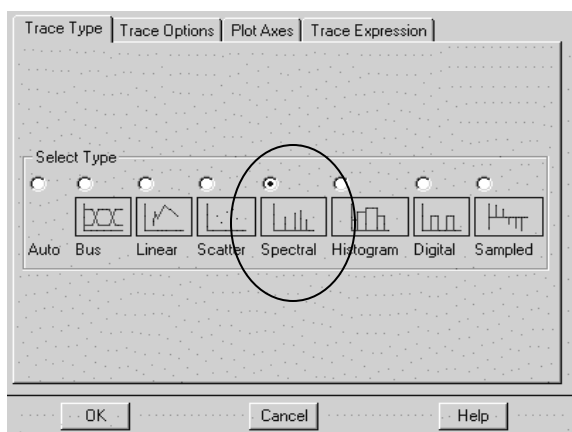 Trace Type Trace Options Plot Axes Trace Expression
Select Type
Auto Bus Linear Scatter Spectral Histogram Digital Sampled
OK Cancel Help